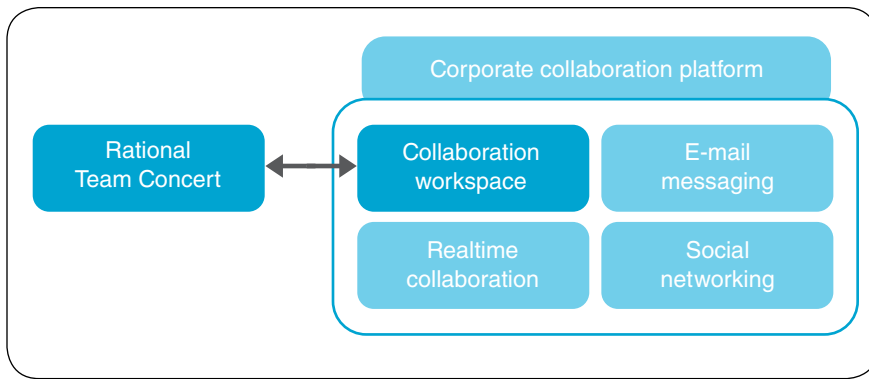 Corporate collaboration platform
Rational
Team Concert
Collaboration
workspace
E-mail
messaging
Realtime
collaboration
Social
networking